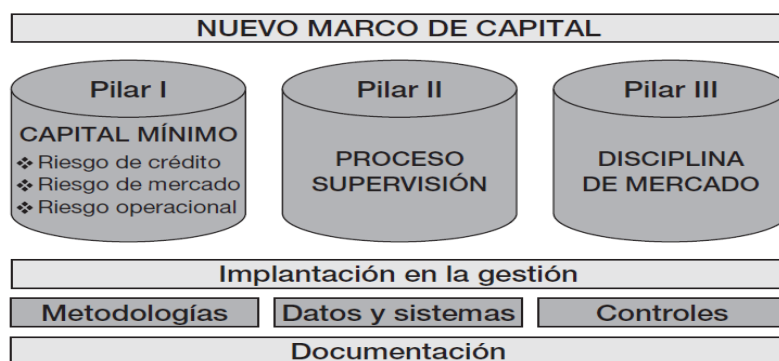 NUEVO MARCO DE CAPITAL
Pilar I
CAPITAL MÍNIMO
❖ Riesgo de crédito
❖ Riesgo de mercado
❖ Riesgo operacional
Pilar II
PROCESO
SUPERVISIÓN
Pilar III
DISCIPLINA
DE MERCADO
Implantación en la gestión
Metodologías
Datos y sistemas
Controles
Documentación